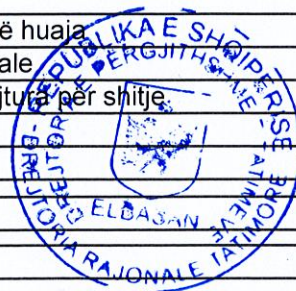 ë huaja
ale
jtura për shitje
REPUBLIKA E SHQIPERISE
DREJTORIA E PERGJITHSHME E TATIMEVE
DREJTORIA RAJONALE TATIMORE
ELBASAN